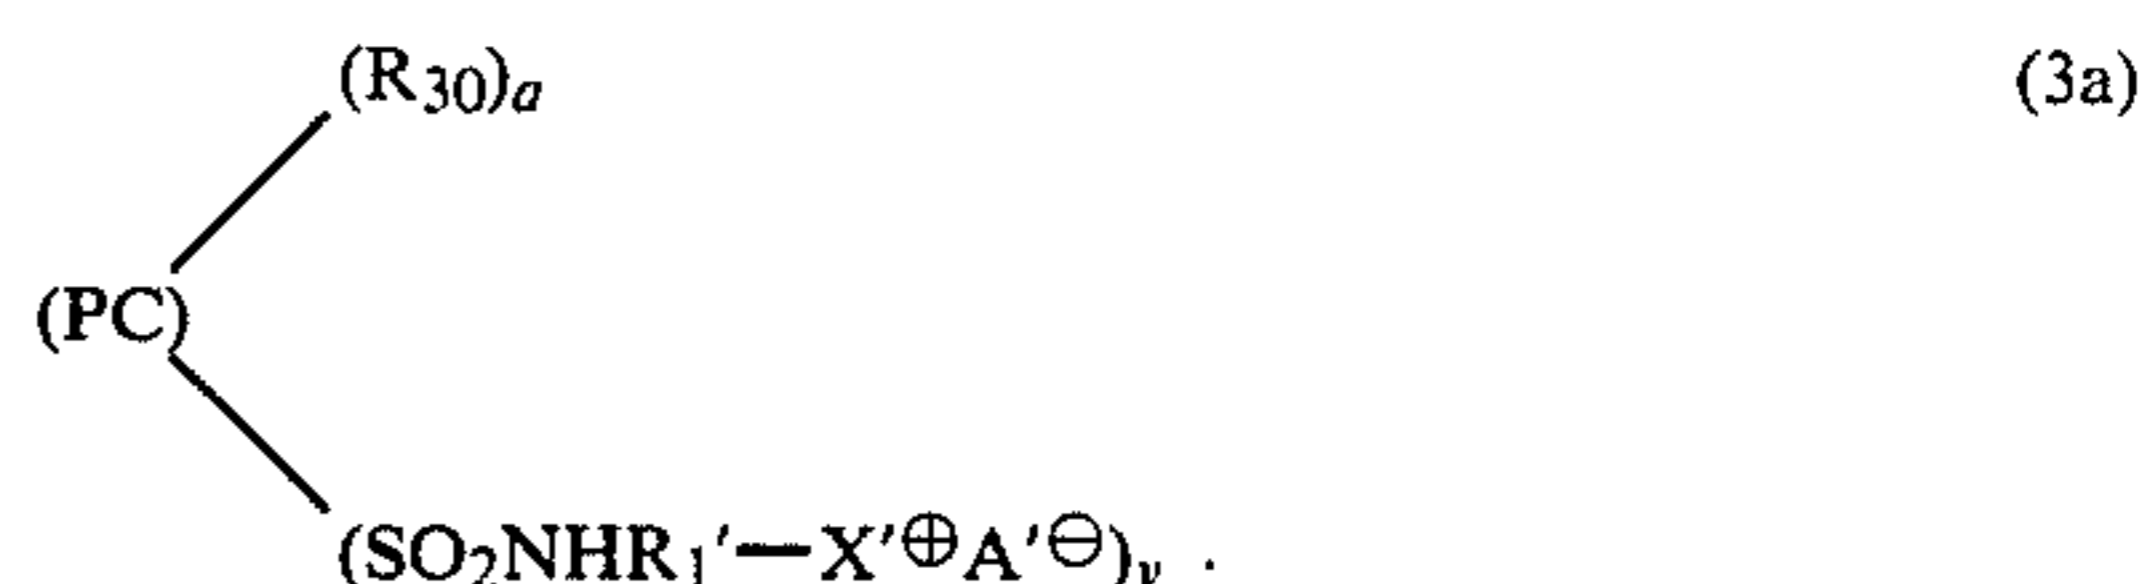 (R30)a (3a)
(PC)
(SO2NHR1'—X'⊕A'⊖)v .